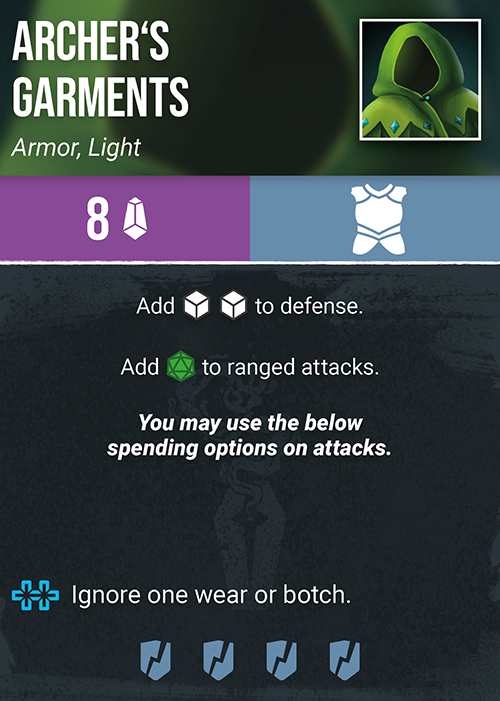 ARCHER‘S
GARMENTS
Armor, Light
8
Add to defense.
Add to ranged attacks.
You may use the below
spending options on attacks.
Ignore one wear or botch.